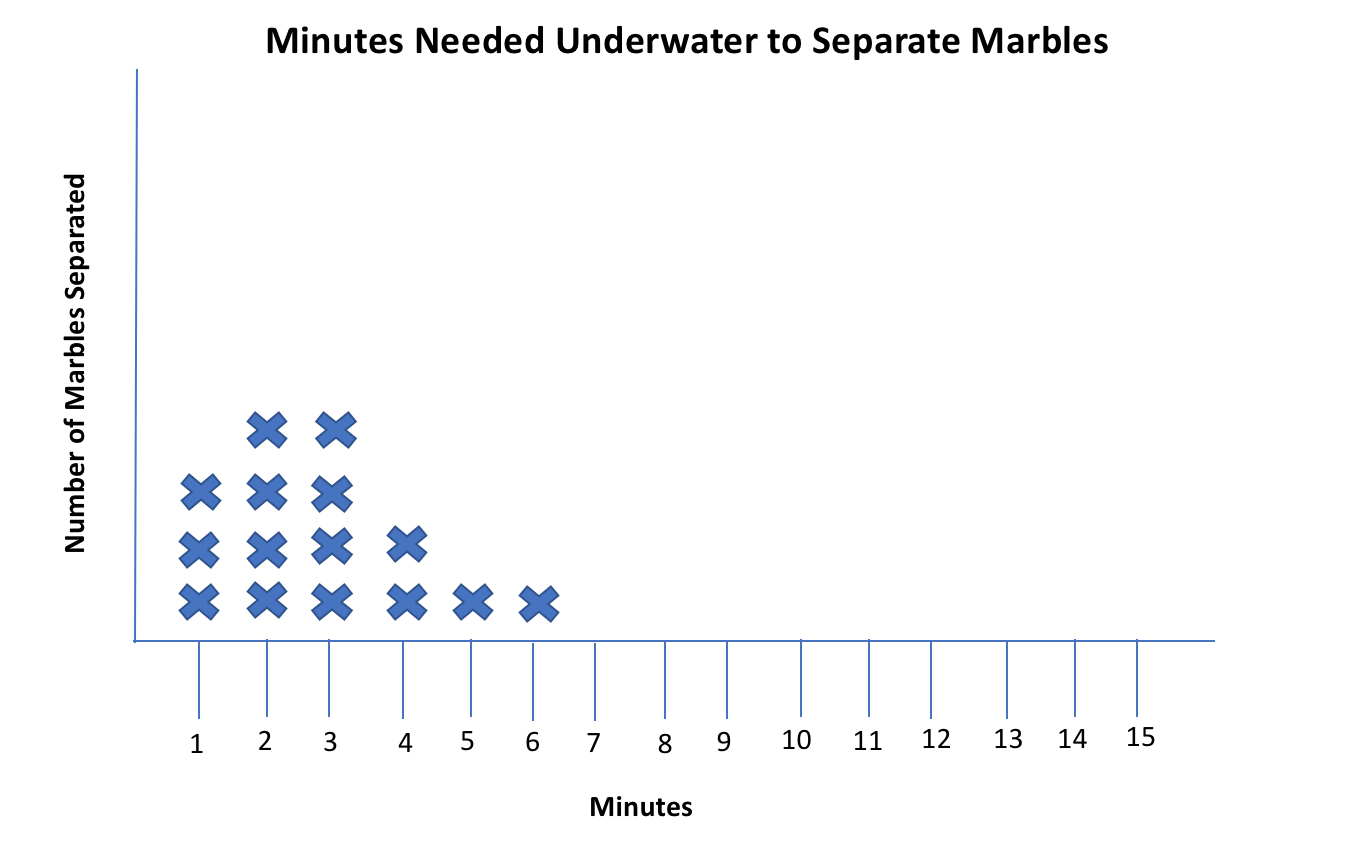 Minutes Needed Underwater to Separate Marbles
Number of Marbles Separated
1 2 3 4 5 6 7 8 9 10 11 12 13 14 15
Minutes